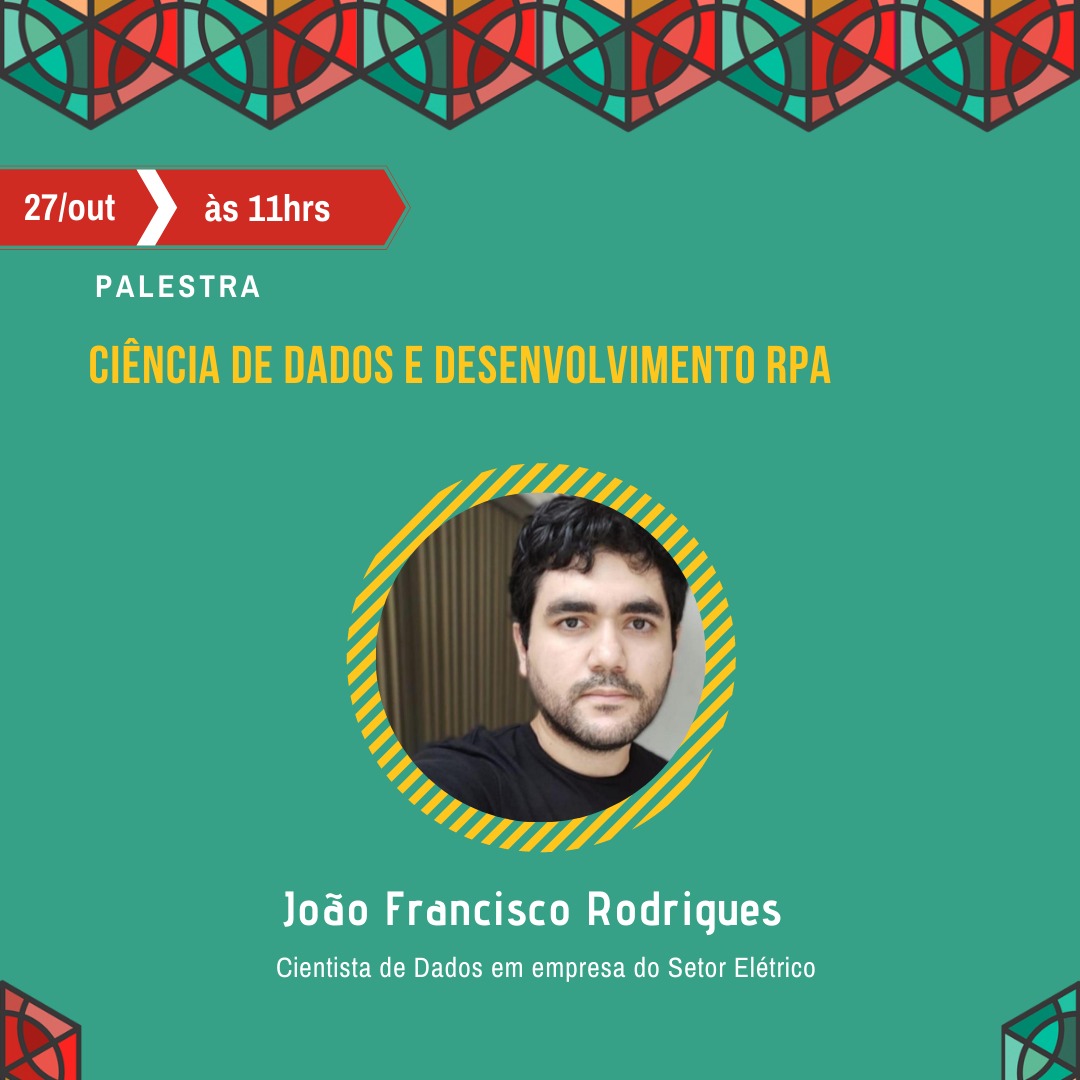 27/out
às 11hrs
PALESTRA
CIÊNCIA DE DADOS E DESENVOLVIMENTO RPA
João Francisco Rodrigues
Cientista de Dados em empresa do Setor Elétrico